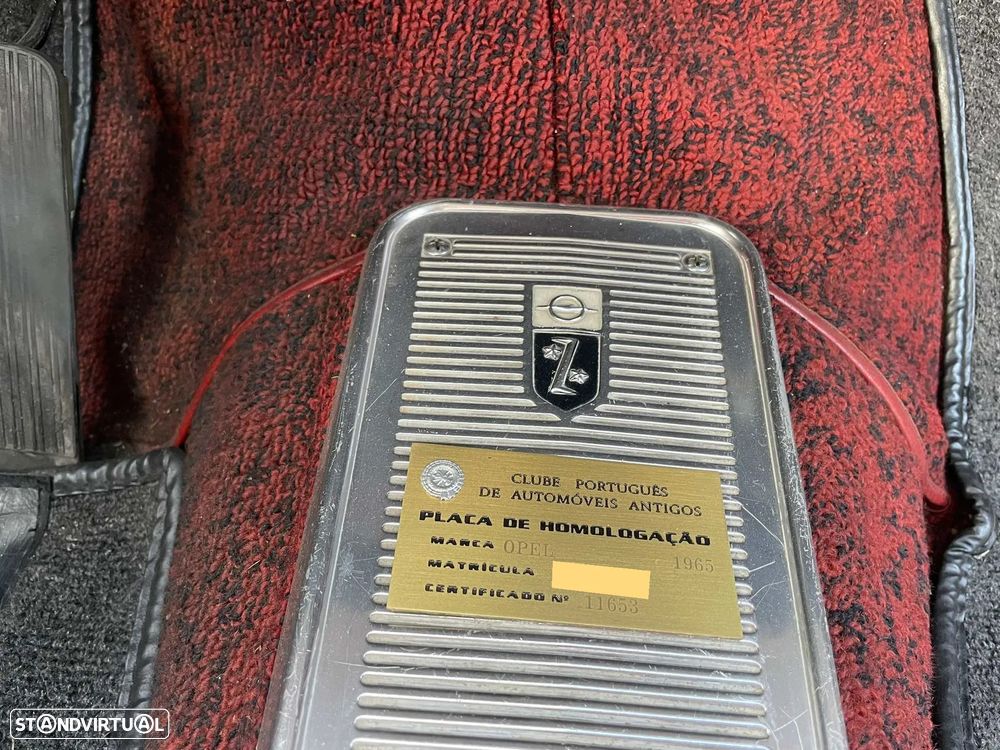 CLUBE PORTUGUÊS
DE AUTOMÓVEIS ANTIGOS
PLACA DE HOMOLOGAÇÃO
MARCA OPEL 1965
MATRÍCULA
CERTIFICADO Nº 11653
STANDVIRTUAL